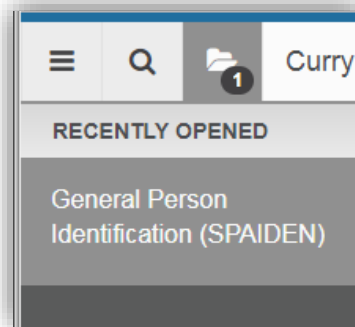 1
Curry
RECENTLY OPENED
General Person
Identification (SPAIDEN)